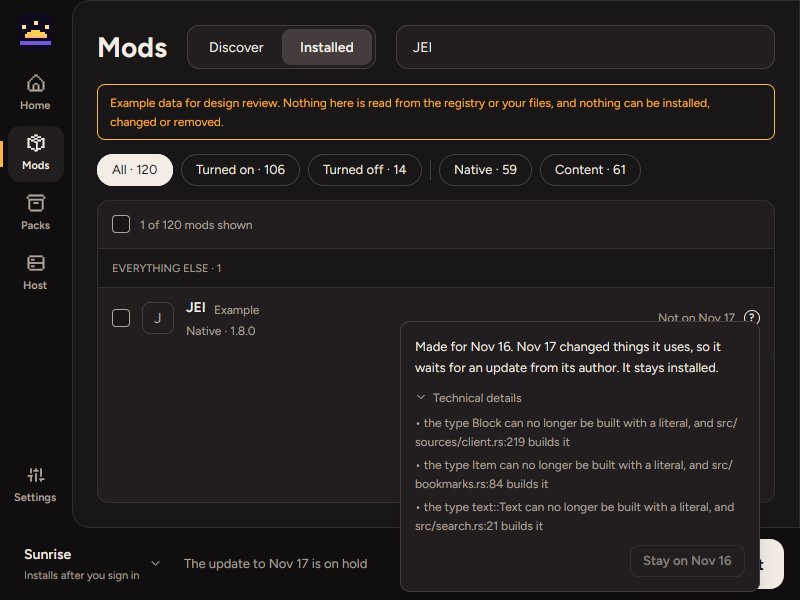 Mods
Discover
Installed
JEI
Home
Example data for design review. Nothing here is read from the registry or your files, and nothing can be installed,
changed or removed.
Mods
All · 120
Turned on · 106
Turned off · 14
Native · 59
Content · 61
Packs
1 of 120 mods shown
Host
EVERYTHING ELSE · 1
J
JEI Example
Native · 1.8.0
Not on Nov 17
?
Made for Nov 16. Nov 17 changed things it uses, so it
waits for an update from its author. It stays installed.
Technical details
• the type Block can no longer be built with a literal, and src/
sources/client.rs:219 builds it
• the type Item can no longer be built with a literal, and src/
bookmarks.rs:84 builds it
• the type text::Text can no longer be built with a literal, and
src/search.rs:21 builds it
Stay on Nov 16
Settings
Sunrise
Installs after you sign in
The update to Nov 17 is on hold